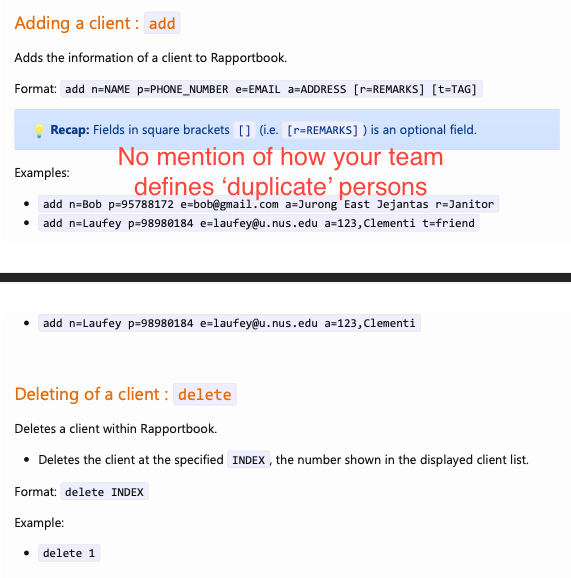 Adding a client : add
Adds the information of a client to Rapportbook.
Format: add n=NAME p=PHONE_NUMBER e=EMAIL a=ADDRESS [r=REMARKS] [t=TAG]
Recap: Fields in square brackets [] (i.e. [r=REMARKS] ) is an optional field.
No mention of how your team
defines ‘duplicate’ persons
Examples:
add n=Bob p=95788172 e=bob@gmail.com a=Jurong East Jejantas r=Janitor
add n=Laufey p=98980184 e=laufey@u.nus.edu a=123,Clementi t=friend
add n=Laufey p=98980184 e=laufey@u.nus.edu a=123,Clementi
Deleting of a client : delete
Deletes a client within Rapportbook.
Deletes the client at the specified INDEX, the number shown in the displayed client list.
Format: delete INDEX
Example:
delete 1